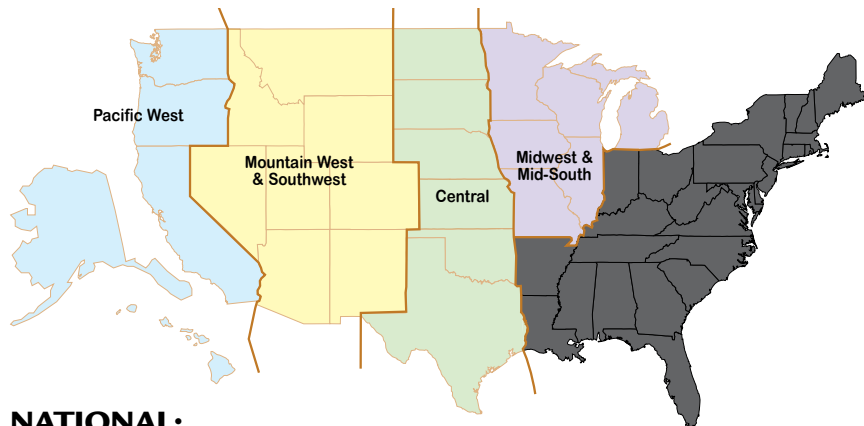 Pacific West
Mountain West
& Southwest
Midwest &
Mid-South
Central
NATIONAL: